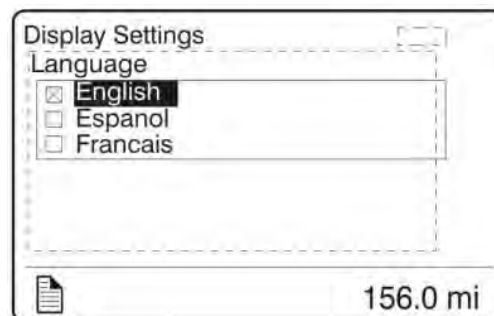 Display Settings
Language
English
Espanol
Francais
156.0 mi